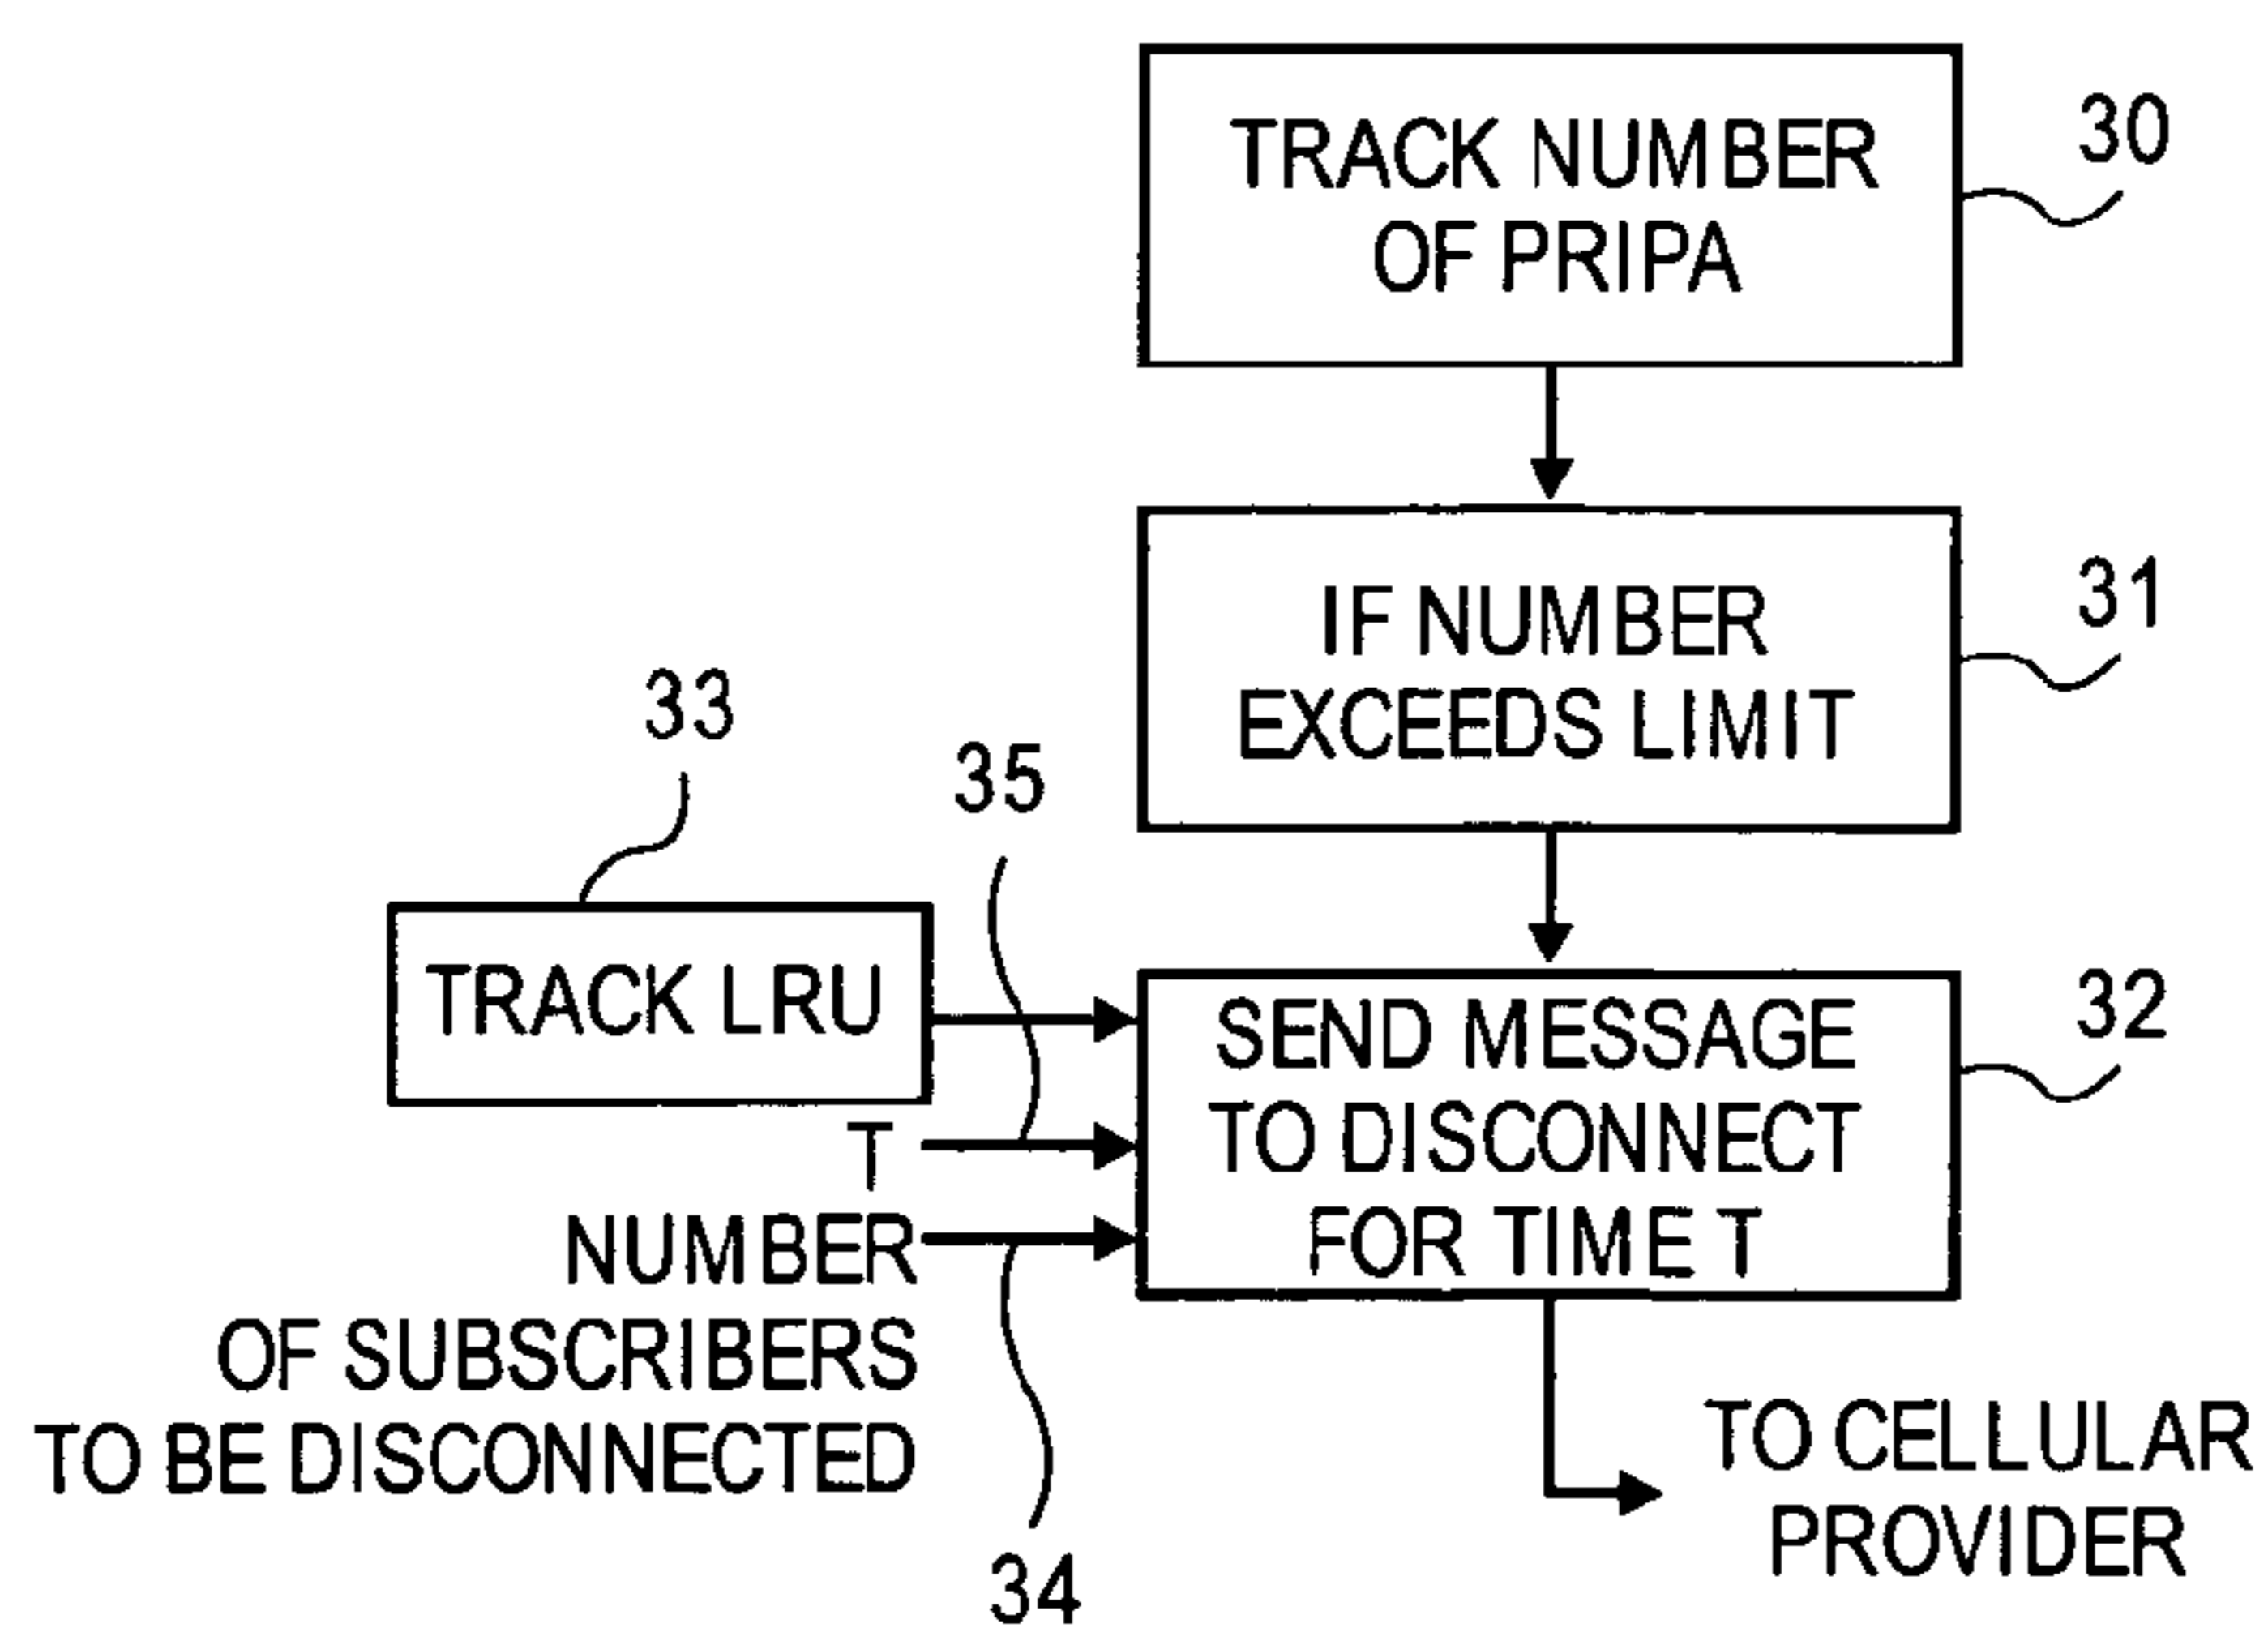 TRACK NUMBER
OF PRIPA
30
IF NUMBER
EXCEEDS LIMIT
31
33
35
TRACK LRU
SEND MESSAGE
TO DISCONNECT
FOR TIME T
32
T
NUMBER
OF SUBSCRIBERS
TO BE DISCONNECTED
34
TO CELLULAR
PROVIDER